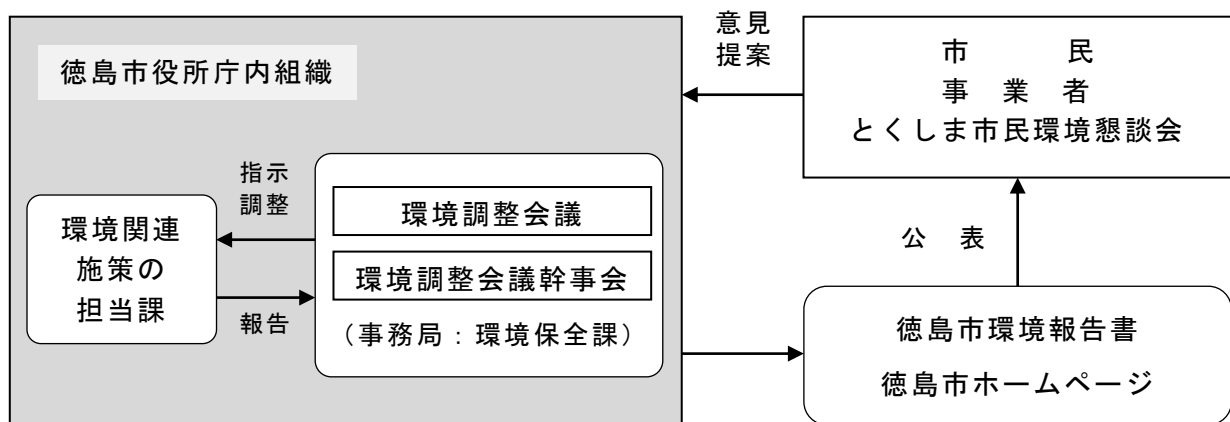 徳島市役所庁内組織
指示
調整
環境関連
施策の
担当課
報告
環境調整会議
環境調整会議幹事会
(事務局:環境保全課)
意見
提案
市　　民
事　業　者
とくしま市民環境懇談会
公　表
徳島市環境報告書
徳島市ホームページ